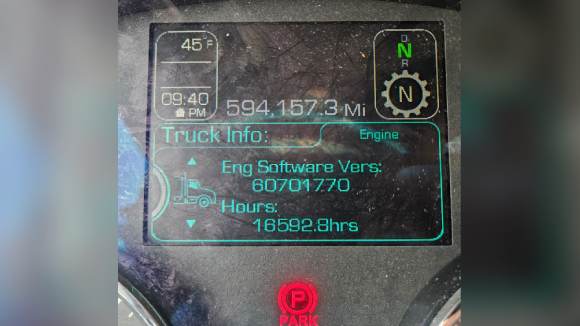 45°F
D
N
R
09:40
PM
594,157.3 Mi
N
Truck Info:
Engine
Eng Software Vers:
60701770
Hours:
16592.8hrs
P
PARK